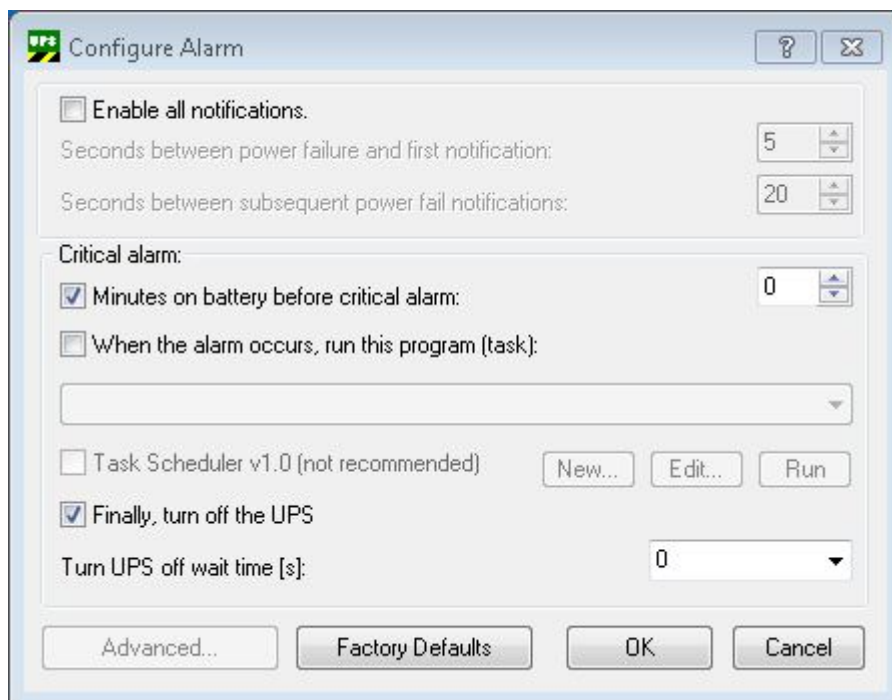 UPS Configure Alarm ?
Enable all notifications.
Seconds between power failure and first notification: 5
Seconds between subsequent power fail notifications: 20
Critical alarm:
Minutes on battery before critical alarm: 0
When the alarm occurs, run this program (task):
Task Scheduler v1.0 (not recommended) New... Edit... Run
Finally, turn off the UPS
Turn UPS off wait time [s]: 0
Advanced... Factory Defaults OK Cancel